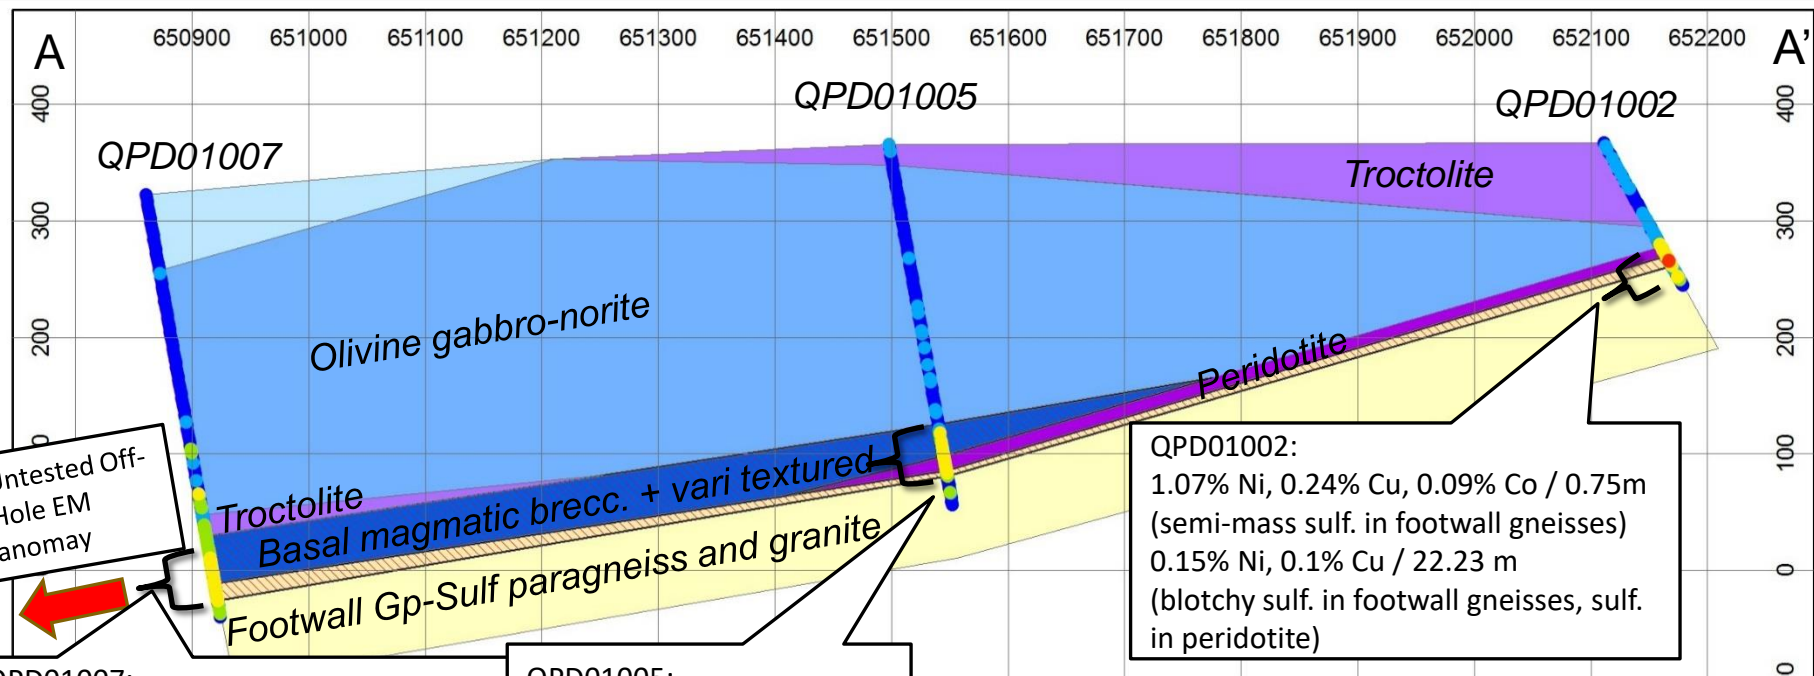 A
650900 651000 651100 651200 651300 651400 651500 651600 651700 651800 651900 652000 652100 652200
A'
400
QPD01005
QPD01002
400
QPD01007
Troctolite
300
300
Olivine gabbro-norite
200
200
Peridotite
Off-
Hole EM
anomay
Troctolite
Basal magmatic brecc. + vari textured
Footwall Gp-Sulf paragneiss and granite
100
0
QPD01002:
1.07% Ni, 0.24% Cu, 0.09% Co / 0.75m
(semi-mass sulf. in footwall gneisses)
0.15% Ni, 0.1% Cu / 22.23 m
(blotchy sulf. in footwall gneisses, sulf.
in peridotite)
QPD01005: